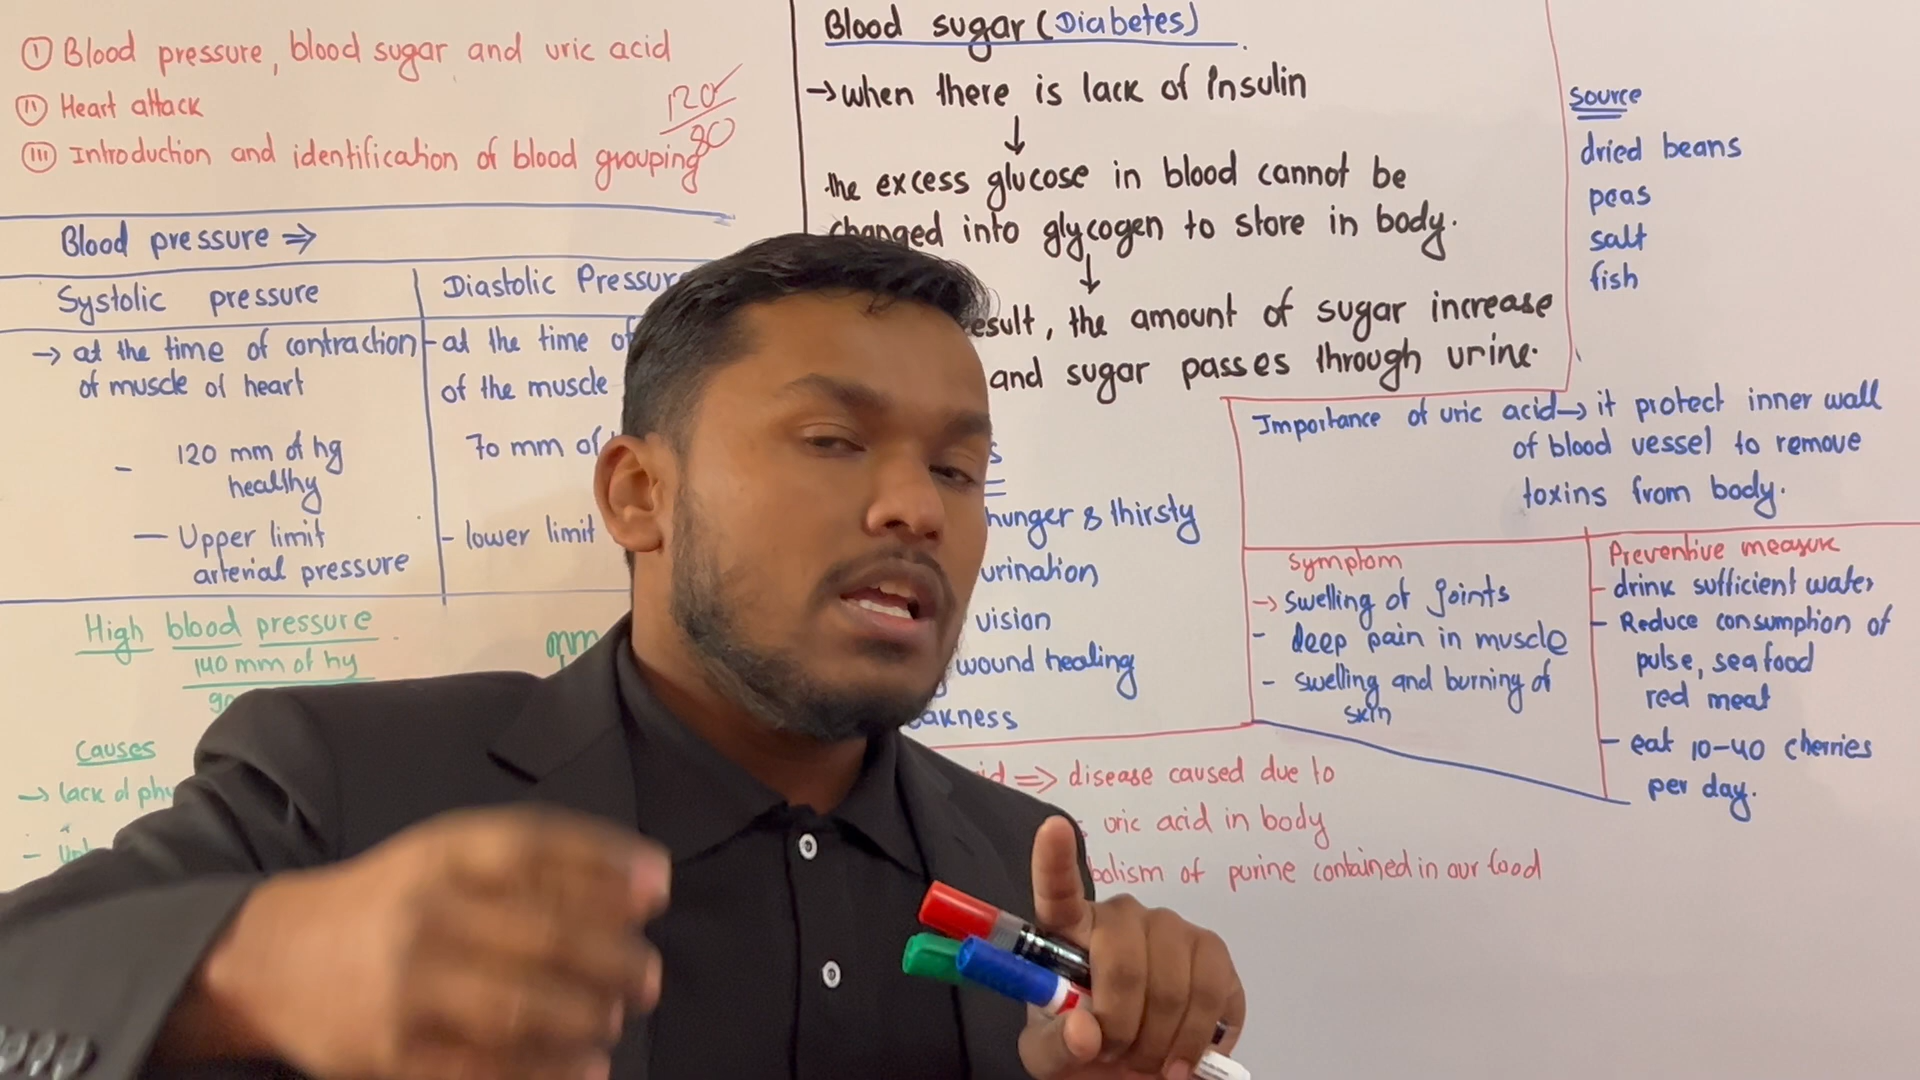 ① Blood pressure, blood sugar and uric acid
⑪ Heart attack
⑪ Introduction and identification of blood grouping
120
80
Blood pressure ⇒
Systolic pressure
→ at the time of contraction
of muscle of heart
- 120 mm of hg
healthy
- Upper limit
arterial pressure
Diastolic
- at the time of
of the muscle
70 mm of
- lower limit
High blood pressure
140 mm of hg
Causes
→ lack of
-
mm
Blood sugar (Diabetes)
→ when there is lack of Insulin
↓
the excess glucose in blood cannot be
changed into glycogen to store in body.
↓
the amount of sugar increase
and sugar passes through urine.
hunger & thirsty
urination
vision
wound healing
⇒ disease caused due to
uric acid in body
of purine contained in our food
Source
dried beans
peas
salt
fish
Importance of uric acid → it protect inner wall
of blood vessel to remove
toxins from body.
Symptom
→ swelling of joints
- deep pain in muscle
- swelling and burning of
skin
Preventive measure
- drink sufficient water
- Reduce consumption of
pulse, sea food
red meat
- eat 10-40 cherries
per day.